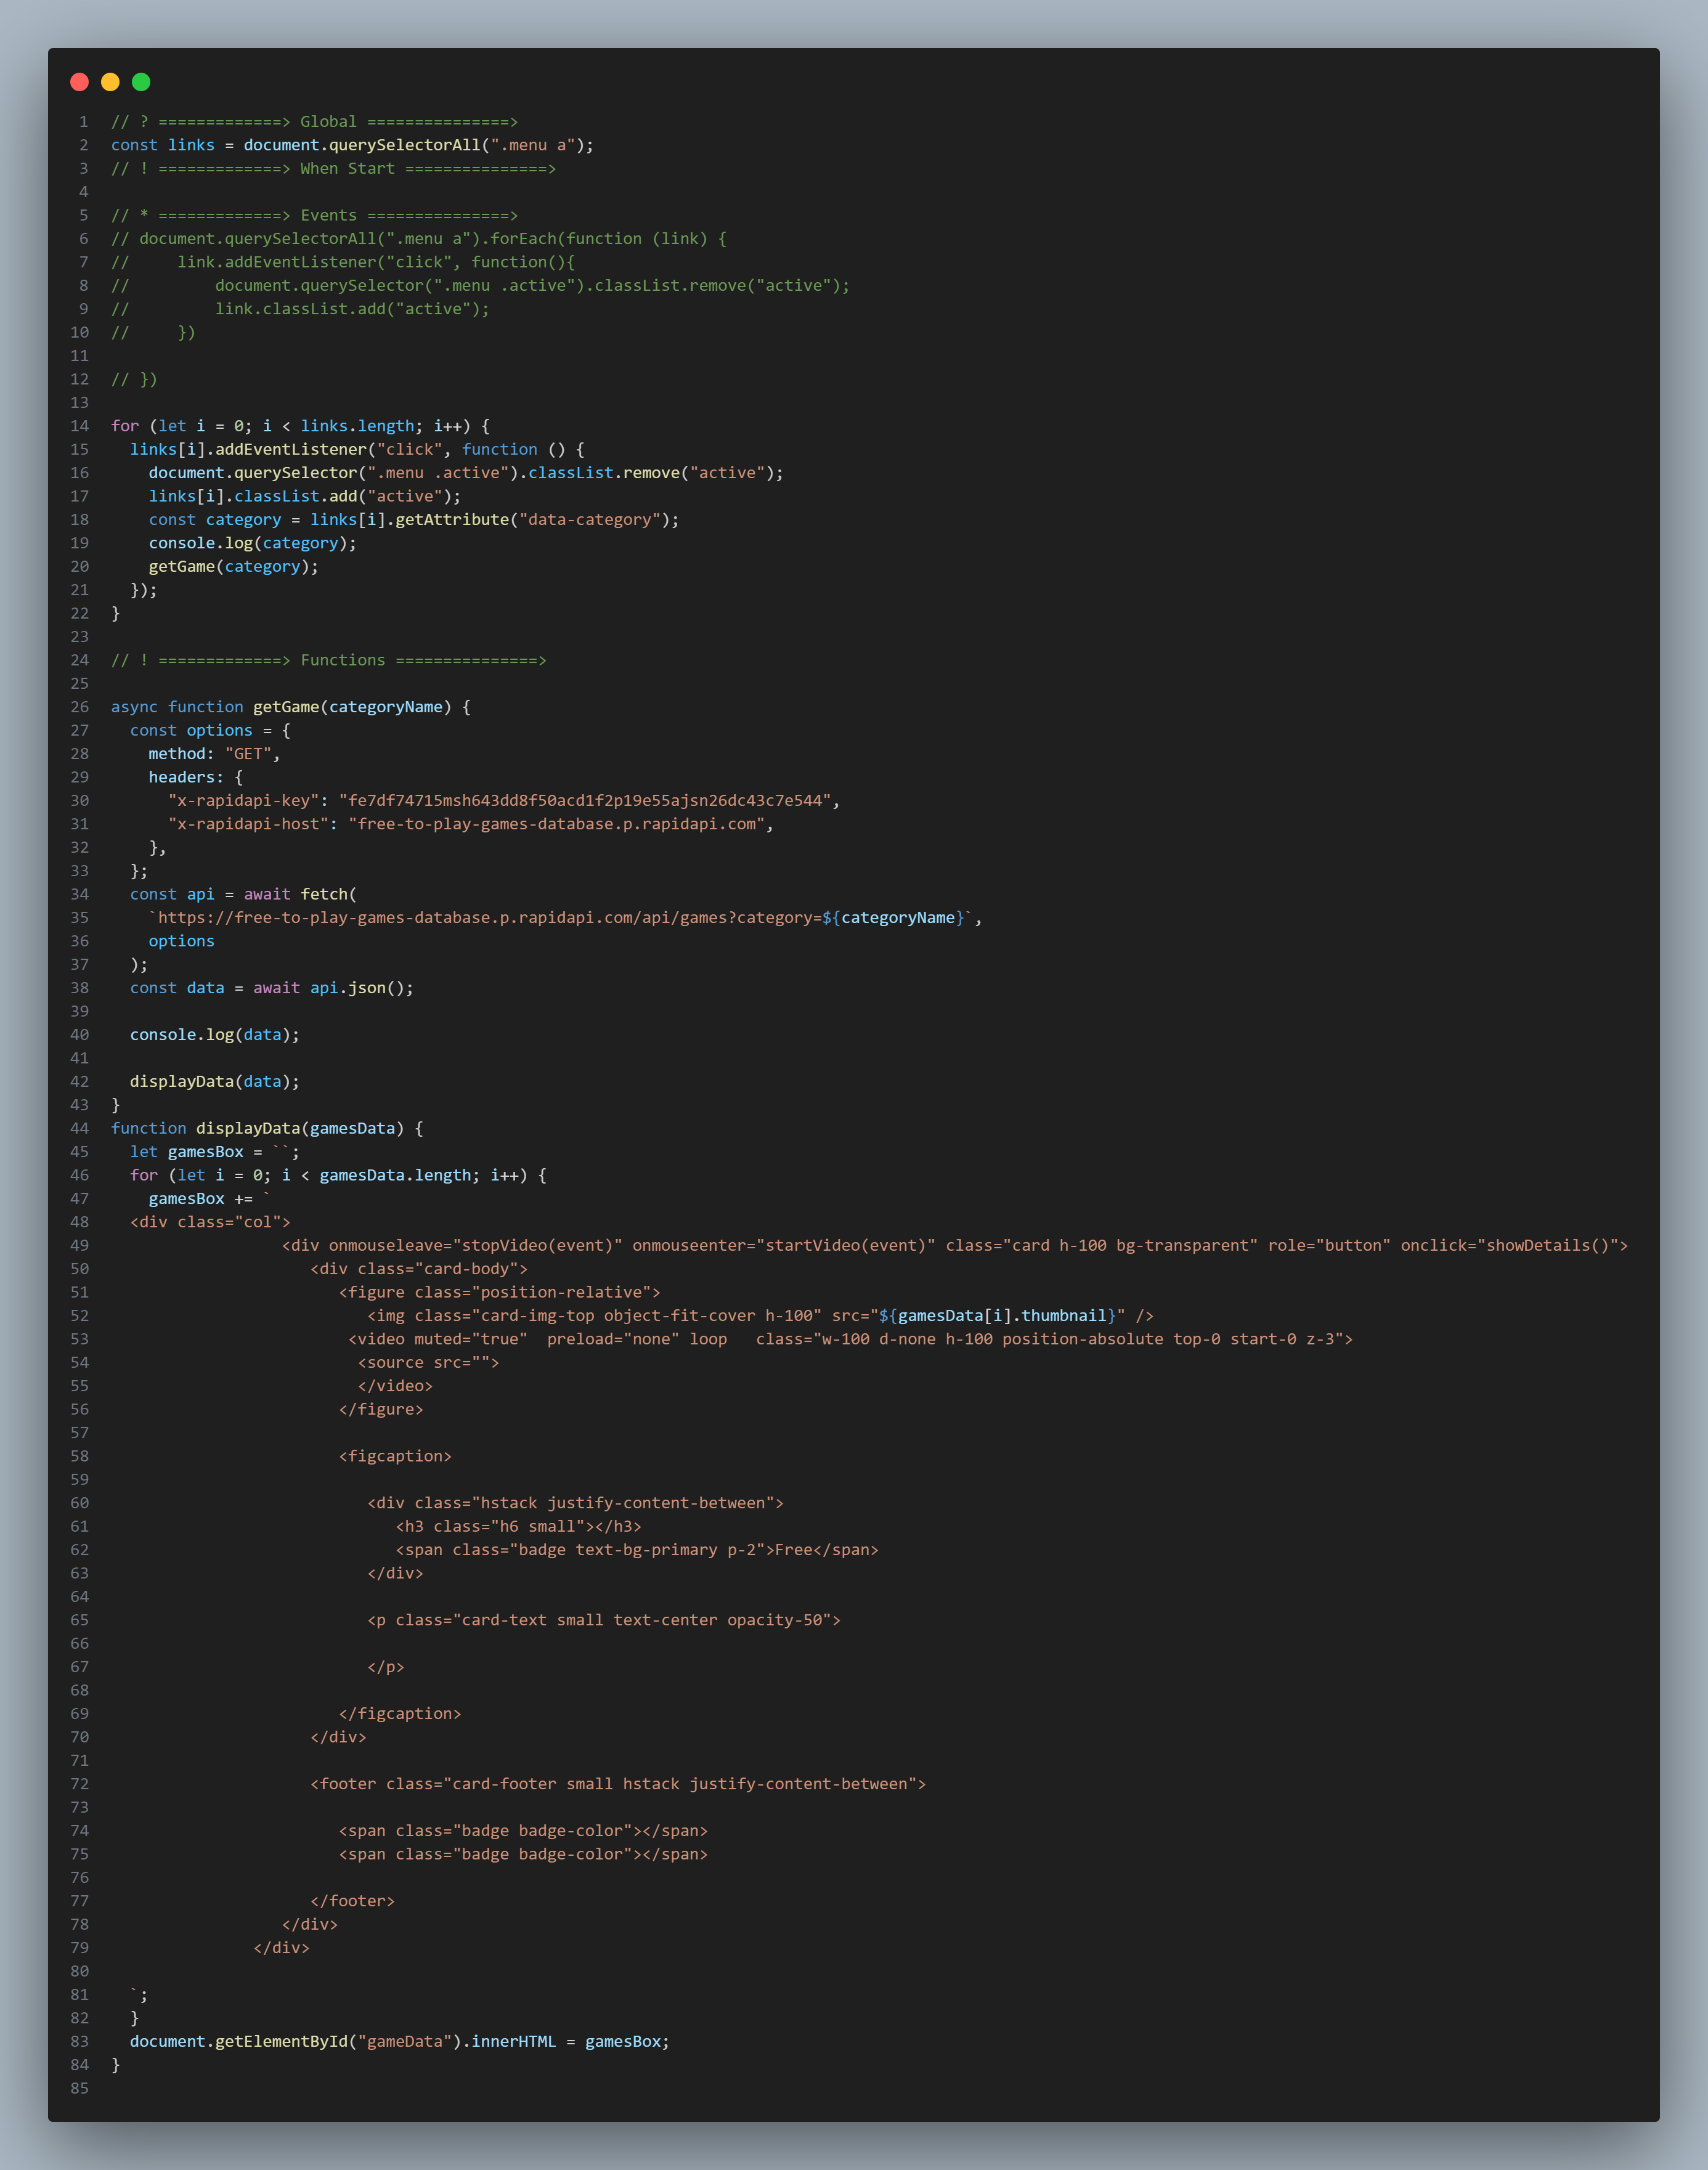 1 // ? =============> Global ===============>
2 const links = document.querySelectorAll(".menu a");
3 // ! =============> When Start ===============>
4
5 // * =============> Events ===============>
6 // document.querySelectorAll(".menu a").forEach(function (link) {
7 //     link.addEventListener("click", function(){
8 //         document.querySelector(".menu .active").classList.remove("active");
9 //         link.classList.add("active");
10 //     })
11
12 // })
13
14 for (let i = 0; i < links.length; i++) {
15   links[i].addEventListener("click", function () {
16     document.querySelector(".menu .active").classList.remove("active");
17     links[i].classList.add("active");
18     const category = links[i].getAttribute("data-category");
19     console.log(category);
20     getGame(category);
21   });
22 }
23
24 // ! =============> Functions ===============>
25
26 async function getGame(categoryName) {
27   const options = {
28     method: "GET",
29     headers: {
30       "x-rapidapi-key": "fe7df74715msh643dd8f50acd1f2p19e55ajsn26dc43c7e544",
31       "x-rapidapi-host": "free-to-play-games-database.p.rapidapi.com",
32     },
33   };
34   const api = await fetch(
35     `https://free-to-play-games-database.p.rapidapi.com/api/games?category=${categoryName}`,
36     options
37   );
38   const data = await api.json();
39
40   console.log(data);
41
42   displayData(data);
43 }
44 function displayData(gamesData) {
45   let gamesBox = ``;
46   for (let i = 0; i < gamesData.length; i++) {
47     gamesBox += `
48   <div class="col">
49                   <div onmouseleave="stopVideo(event)" onmouseenter="startVideo(event)" class="card h-100 bg-transparent" role="button" onclick="showDetails()">
50                      <div class="card-body">
51                         <figure class="position-relative">
52                            <img class="card-img-top object-fit-cover h-100" src="${gamesData[i].thumbnail}" />
53                          <video muted="true"  preload="none" loop   class="w-100 d-none h-100 position-absolute top-0 start-0 z-3">
54                           <source src="">
55                           </video>
56                         </figure>
57
58                         <figcaption>
59
60                            <div class="hstack justify-content-between">
61                               <h3 class="h6 small"></h3>
62                               <span class="badge text-bg-primary p-2">Free</span>
63                            </div>
64
65                            <p class="card-text small text-center opacity-50">
66
67                            </p>
68
69                         </figcaption>
70                      </div>
71
72                      <footer class="card-footer small hstack justify-content-between">
73
74                         <span class="badge badge-color"></span>
75                         <span class="badge badge-color"></span>
76
77                      </footer>
78                   </div>
79                </div>
80
81   `;
82   }
83   document.getElementById("gameData").innerHTML = gamesBox;
84 }
85